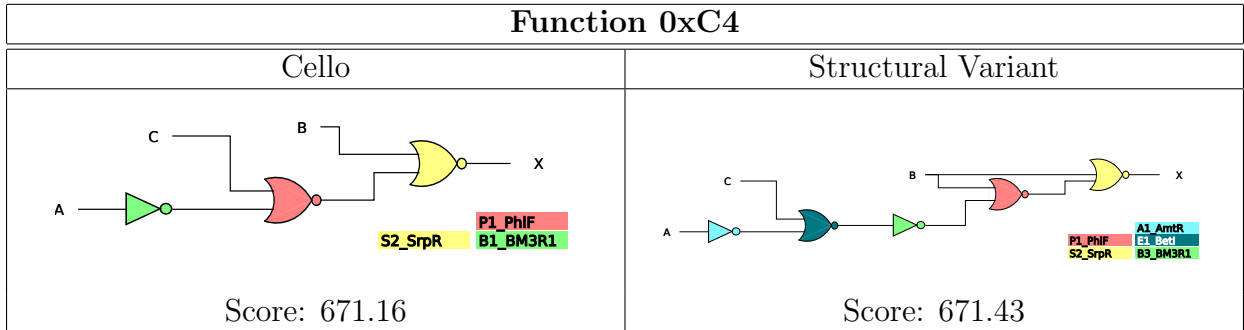 Function 0xC4
Cello
Structural Variant
C
B
X
A
P1_PhlF
S2_SrpR
B1_BM3R1
B
X
C
A
A1_AmtR
P1_PhlF
E1_BetI
S2_SrpR
B3_BM3R1
Score: 671.16
Score: 671.43